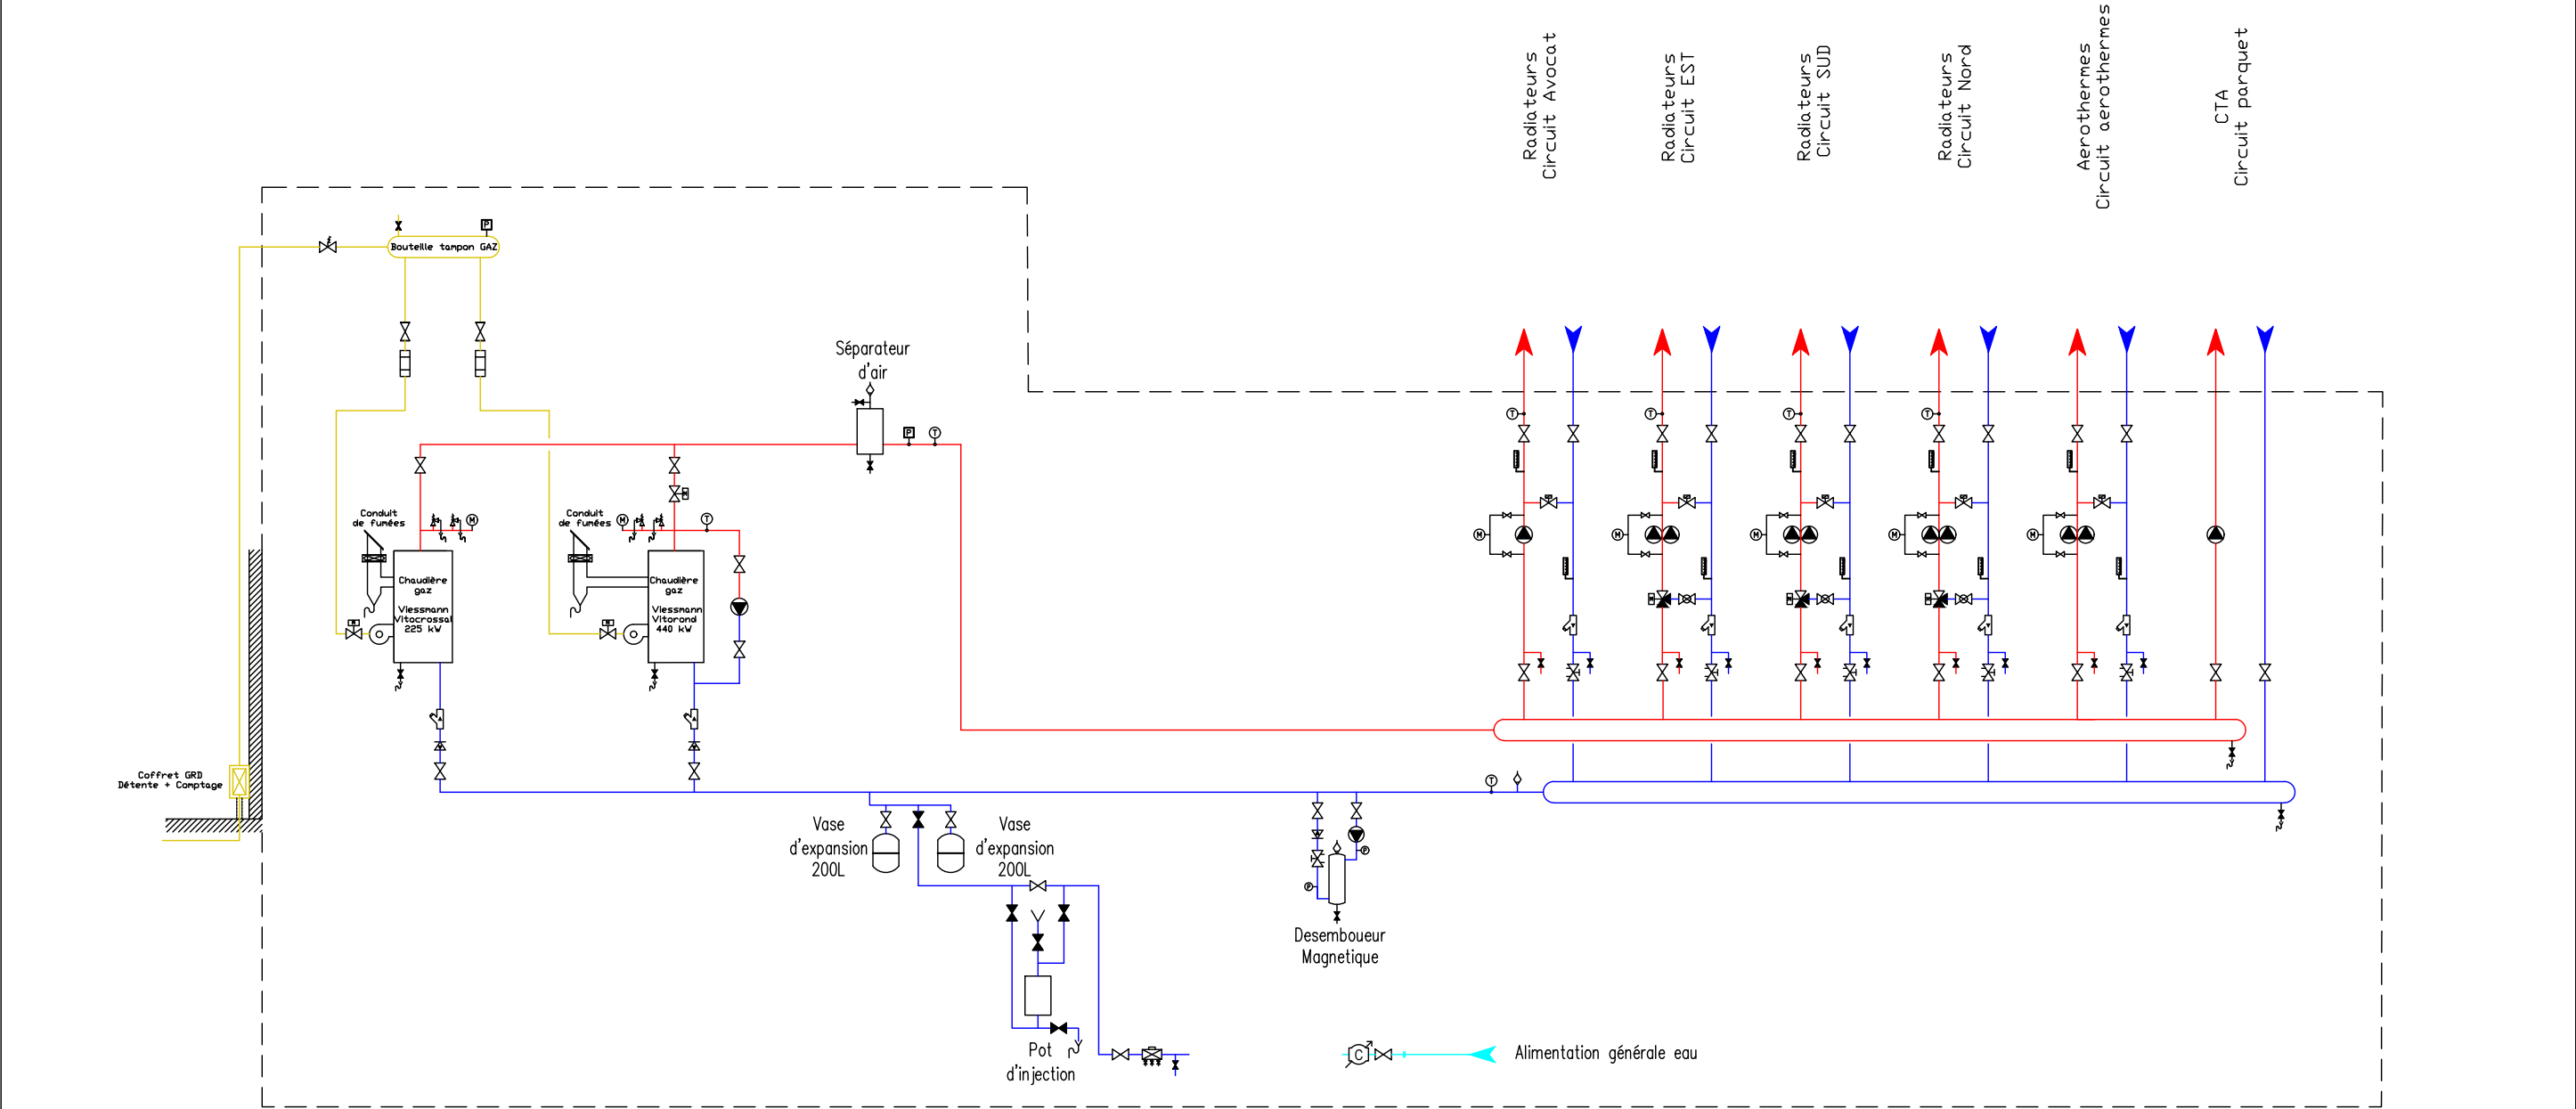 Radiateurs
Circuit Avocat
Radiateurs
Circuit EST
Radiateurs
Circuit SUD
Radiateurs
Circuit Nord
Aerothermes
Circuit aerothermes
CTA
Circuit parquet
P
Bouteille tampon GAZ
Séparateur
d'air
P
T
T
T
T
T
Conduit
de fumées
M
Conduit
de fumées
M
T
M
M
M
M
M
Chaudière
gaz
Viessmann
Vitocrossal
225 kW
Chaudière
gaz
Viessmann
Vitorond
440 kW
Coffret GRD
Détente + Comptage
T
Vase
d'expansion
200L
Vase
d'expansion
200L
P
P
Desemboueur
Magnetique
Pot
d'injection
C
Alimentation générale eau